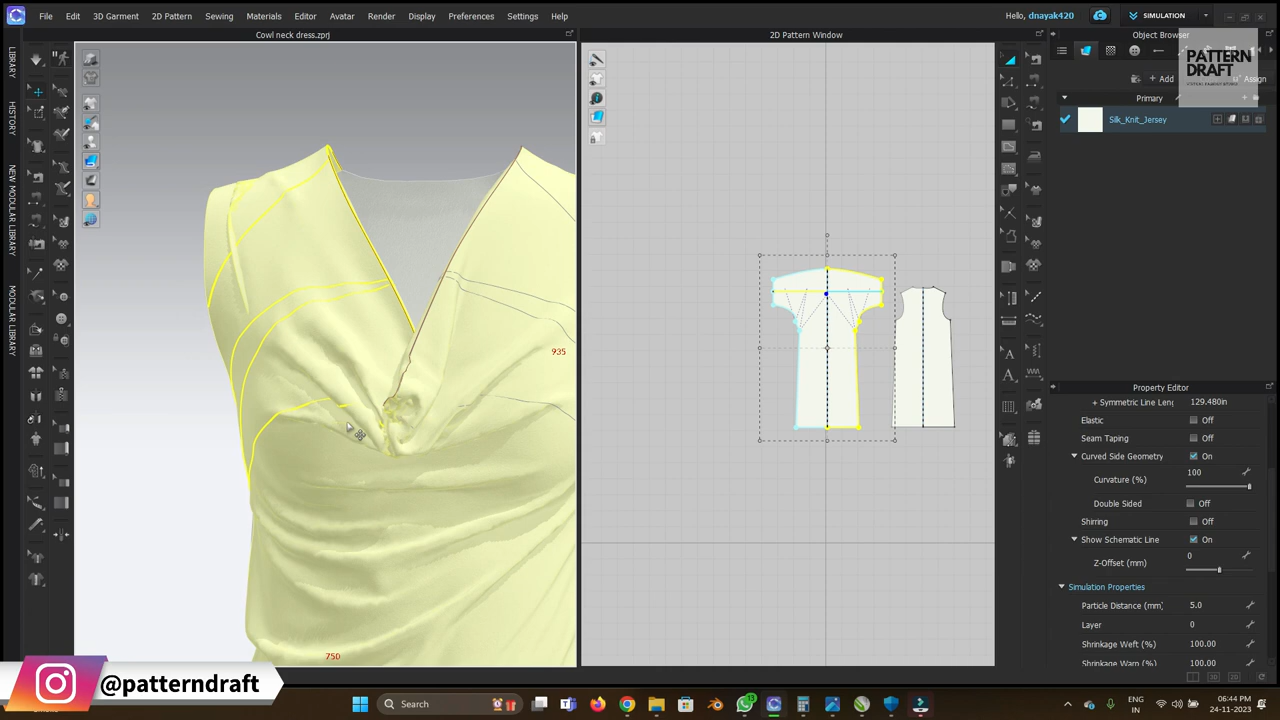 File Edit 3D Garment 2D Pattern Sewing Materials Editor Avatar Render Display Preferences Settings Help
Hello, dnayak420
SIMULATION
Cowl neck dress.zprj
2D Pattern Window
Object Browser
LIBRARY
HISTORY
NEW MODULAR LIBRARY
MODULAR LIBRARY
PATTERN
DRAFT
+ Add
Assign
Primary
Silk_Knit_Jersey
935
750
Property Editor
+ Symmetric Line Leng 129.480in
Elastic Off
Seam Taping Off
Curved Side Geometry On
Curvature (%) 100
Double Sided Off
Shirring Off
Show Schematic Line On
Z-Offset (mm) 0
Simulation Properties
Particle Distance (mm) 5.0
Layer 0
Shrinkage Weft (%) 100.00
Shrinkage Warp (%) 100.00
@patterndraft
Search
13
ENG
IN
06:44 PM
24-11-2023